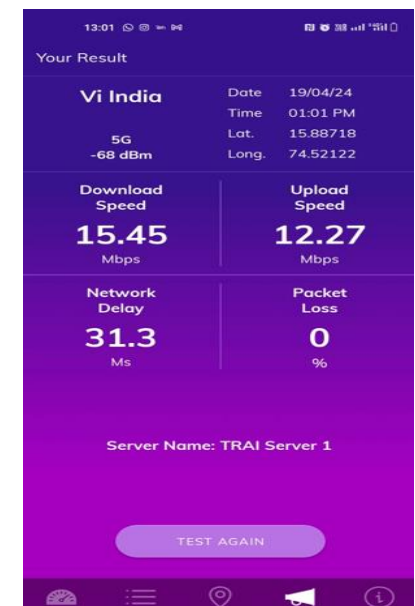 13:01
Your Result
Vi India
Date 19/04/24
Time 01:01 PM
5G
-68 dBm
Lat. 15.88718
Long. 74.52122
Download
Speed
Upload
Speed
15.45
12.27
Mbps
Mbps
Network
Delay
Packet
Loss
31.3
0
Ms
%
Server Name: TRAI Server 1
TEST AGAIN